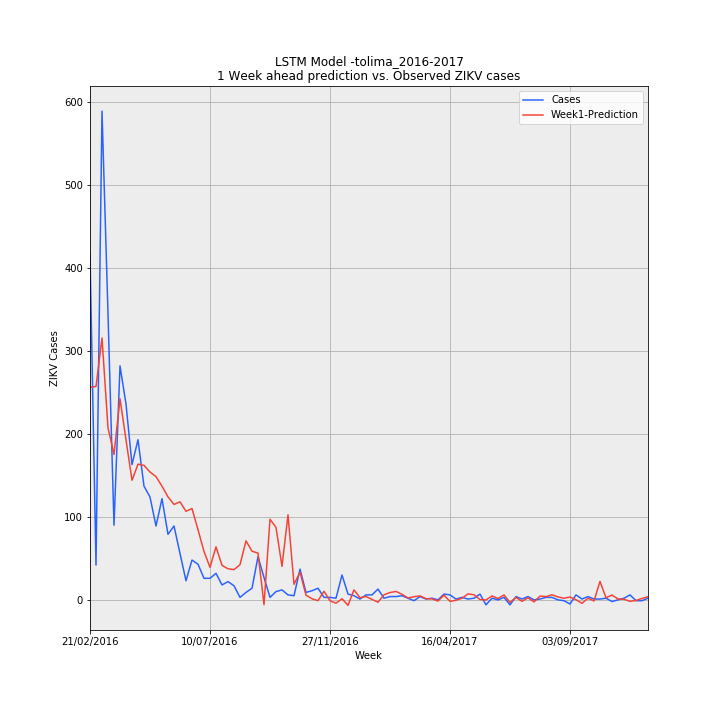 LSTM Model -tolima_2016-2017
1 Week ahead prediction vs. Observed ZIKV cases
Cases
Week1-Prediction
600
500
400
300
200
100
0
ZIKV Cases
21/02/2016
10/07/2016
27/11/2016
16/04/2017
03/09/2017
Week